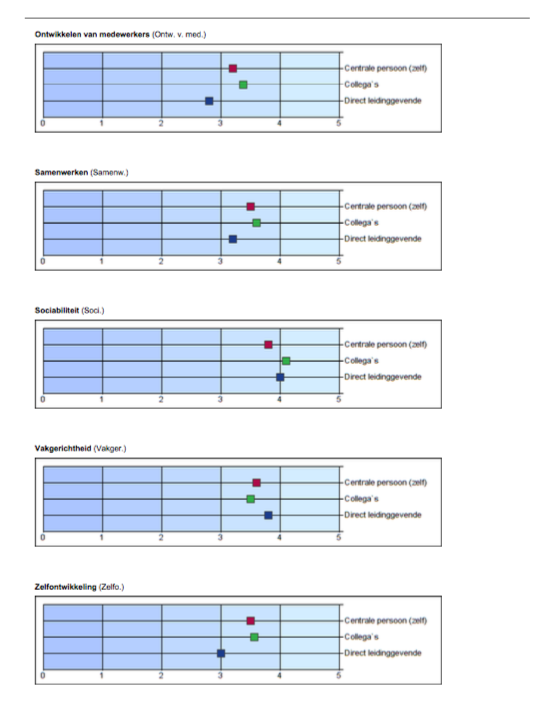 Ontwikkelen van medewerkers (Ontw. v. med.)
Centrale persoon (zelf)
Collega`s
Direct leidinggevende
0 1 2 3 4 5
Samenwerken (Samenw.)
Centrale persoon (zelf)
Collega`s
Direct leidinggevende
0 1 2 3 4 5
Sociabiliteit (Soci.)
Centrale persoon (zelf)
Collega`s
Direct leidinggevende
0 1 2 3 4 5
Vakgerichtheid (Vakger.)
Centrale persoon (zelf)
Collega`s
Direct leidinggevende
0 1 2 3 4 5
Zelfontwikkeling (Zelfo.)
Centrale persoon (zelf)
Collega`s
Direct leidinggevende
0 1 2 3 4 5